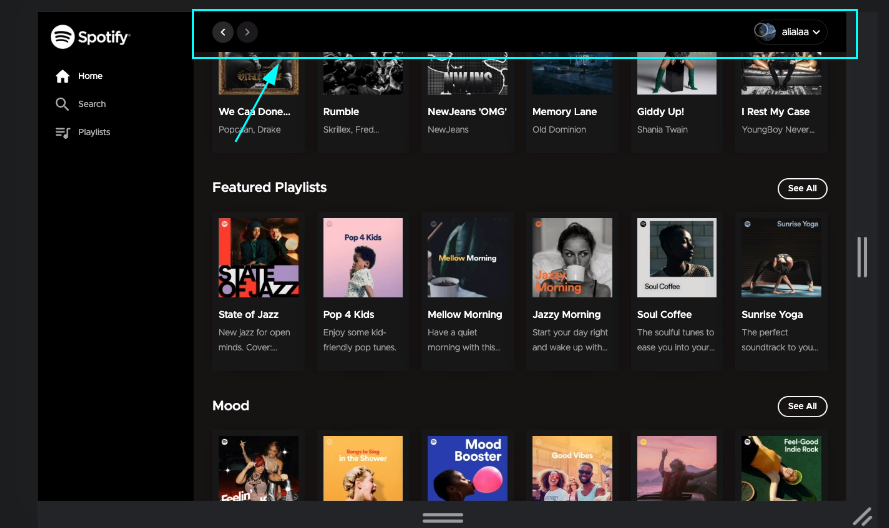 Spotify
alialaa
Home
Search
Playlists
We Caa Done... Rumble NewJeans 'OMG' Memory Lane Giddy Up! I Rest My Case
Popcaan, Drake Skrillex, Fred... NewJeans Old Dominion Shania Twain YoungBoy Never...
Featured Playlists See All
STATE
OF JAZZ
Pop 4 Kids
Mellow Morning
Jazzy
Morning
Soul Coffee
Sunrise Yoga
State of Jazz Pop 4 Kids Mellow Morning Jazzy Morning Soul Coffee Sunrise Yoga
New jazz for open Enjoy some kid- Have a quiet Start your day right The soulful tunes to The perfect
minds. Cover:... friendly pop tunes. morning with this... and wake up with... ease you into your... soundtrack to you...
Mood See All
Feelin'
Songs to Sing
in the Shower
Mood
Booster
Good Vibes
Feel-Good
Indie Rock